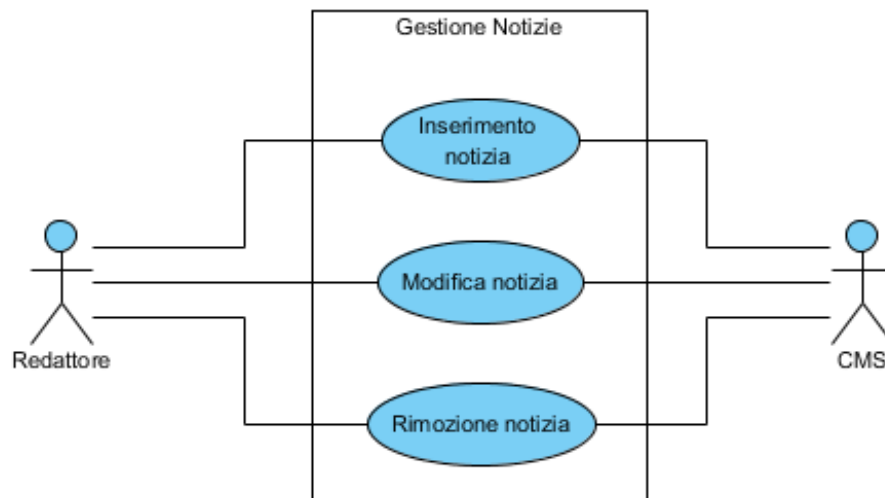 Gestione Notizie
Inserimento
notizia
Modifica notizia
Redattore
CMS
Rimozione notizia